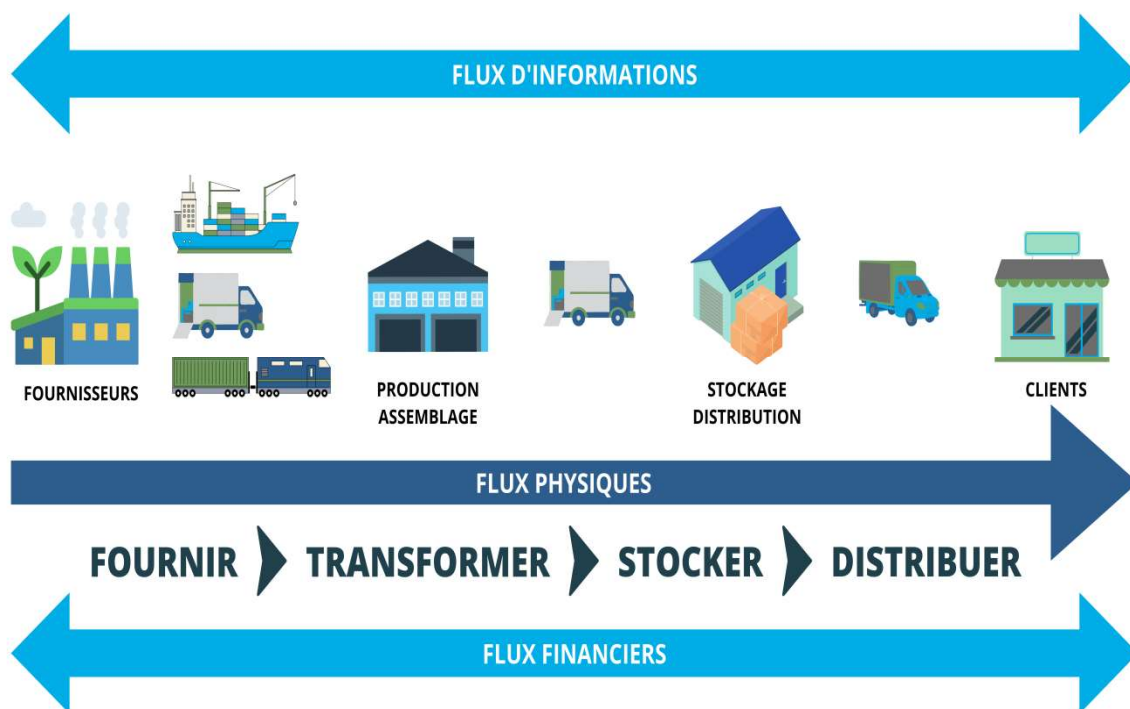 FLUX D'INFORMATIONS
FOURNISSEURS
PRODUCTION
ASSEMBLAGE
STOCKAGE
DISTRIBUTION
CLIENTS
FLUX PHYSIQUES
FOURNIR
TRANSFORMER
STOCKER
DISTRIBUER
FLUX FINANCIERS